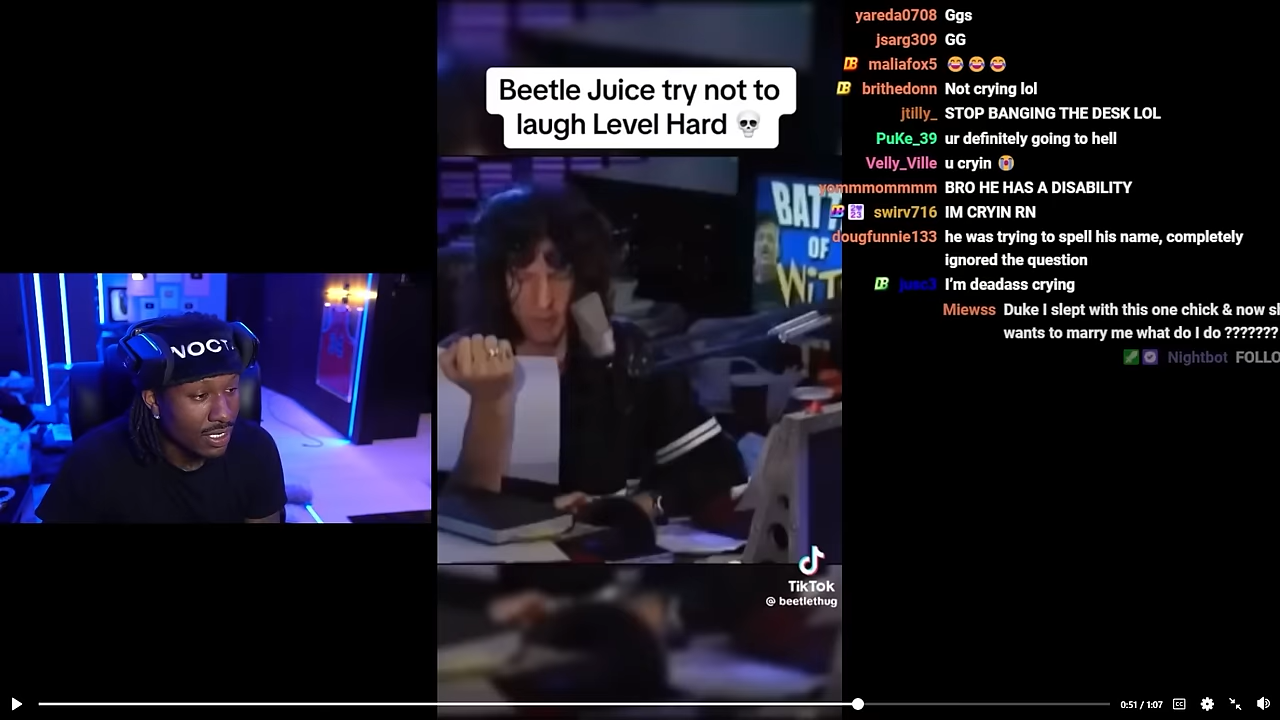 Beetle Juice try not to
laugh Level Hard 💀
yareda0708 Ggs
jsarg309 GG
maliafox5 😂 😂 😂
brithedonn Not crying lol
jtilly_ STOP BANGING THE DESK LOL
PuKe_39 ur definitely going to hell
Velly_Ville u cryin 😭
yommmommmm BRO HE HAS A DISABILITY
swirv716 IM CRYIN RN
dougfunnie133 he was trying to spell his name, completely
ignored the question
I'm deadass crying
Miewss Duke I slept with this one chick & now
wants to marry me what do I do ???????
Nightbot FOLLO
BAT
OF
WIT
NOCT
TikTok
@ beetlethug
0:51 / 1:07